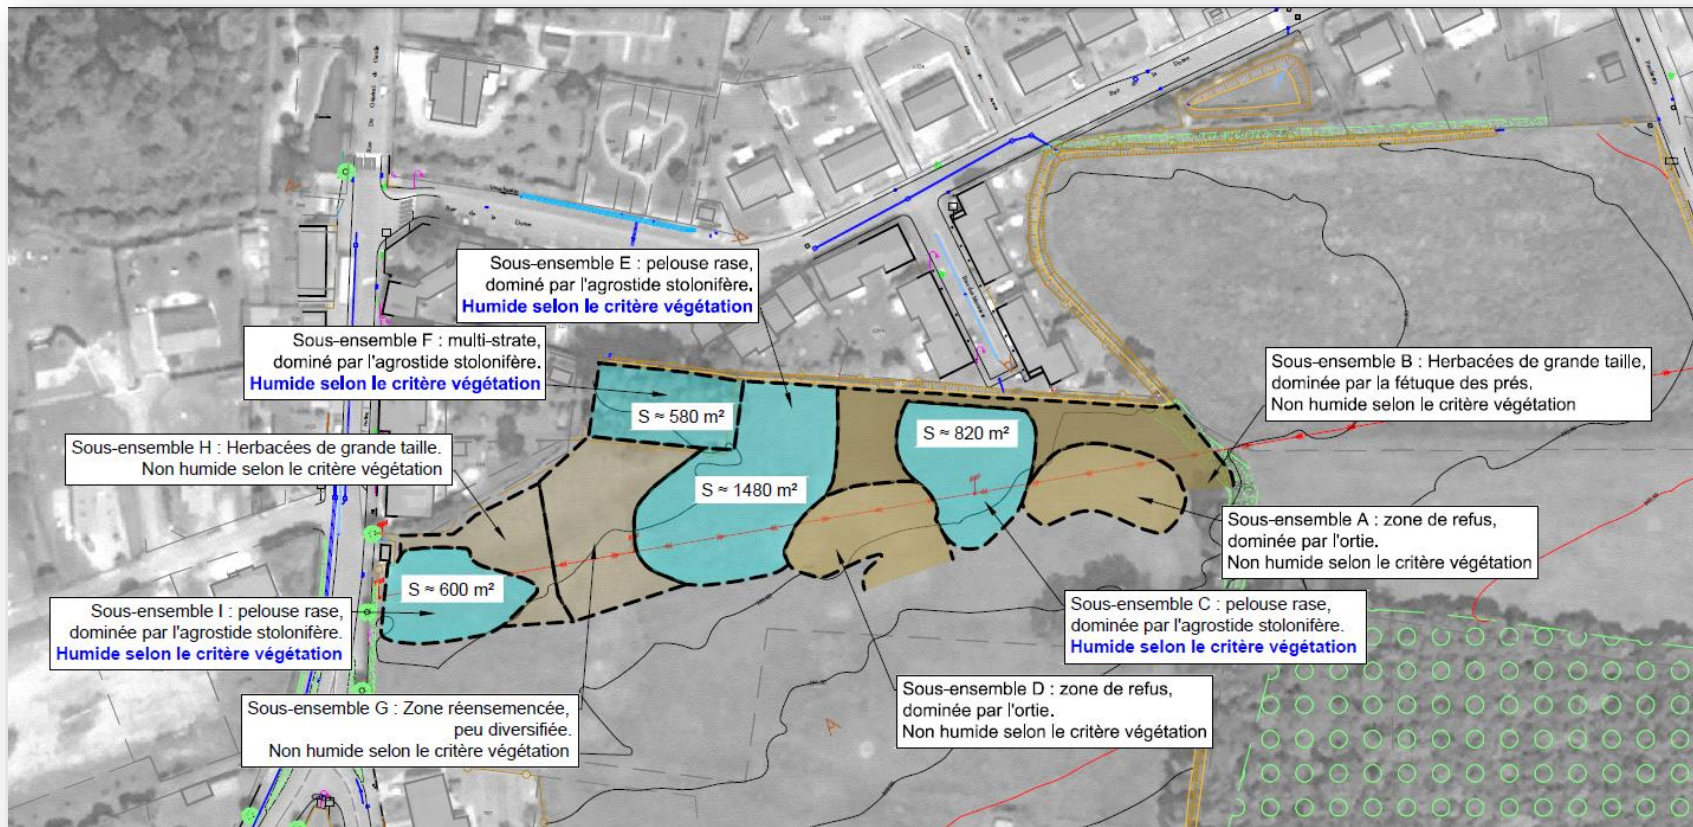 Sous-ensemble E : pelouse rase,
dominé par l'agrostide stolonifère.
Humide selon le critère végétation
Sous-ensemble F : multi-strate,
dominé par l'agrostide stolonifère.
Humide selon le critère végétation
Sous-ensemble B : Herbacées de grande taille,
dominée par la fétuque des prés.
Non humide selon le critère végétation
S ≈ 580 m²
S ≈ 820 m²
Sous-ensemble H : Herbacées de grande taille.
Non humide selon le critère végétation
S ≈ 1480 m²
Sous-ensemble A : zone de refus,
dominée par l'ortie.
Non humide selon le critère végétation
S ≈ 600 m²
Sous-ensemble I : pelouse rase,
dominée par l'agrostide stolonifère.
Humide selon le critère végétation
Sous-ensemble C : pelouse rase,
dominée par l'agrostide stolonifère.
Humide selon le critère végétation
Sous-ensemble G : Zone réensemencée,
peu diversifiée.
Non humide selon le critère végétation
Sous-ensemble D : zone de refus,
dominée par l'ortie.
Non humide selon le critère végétation